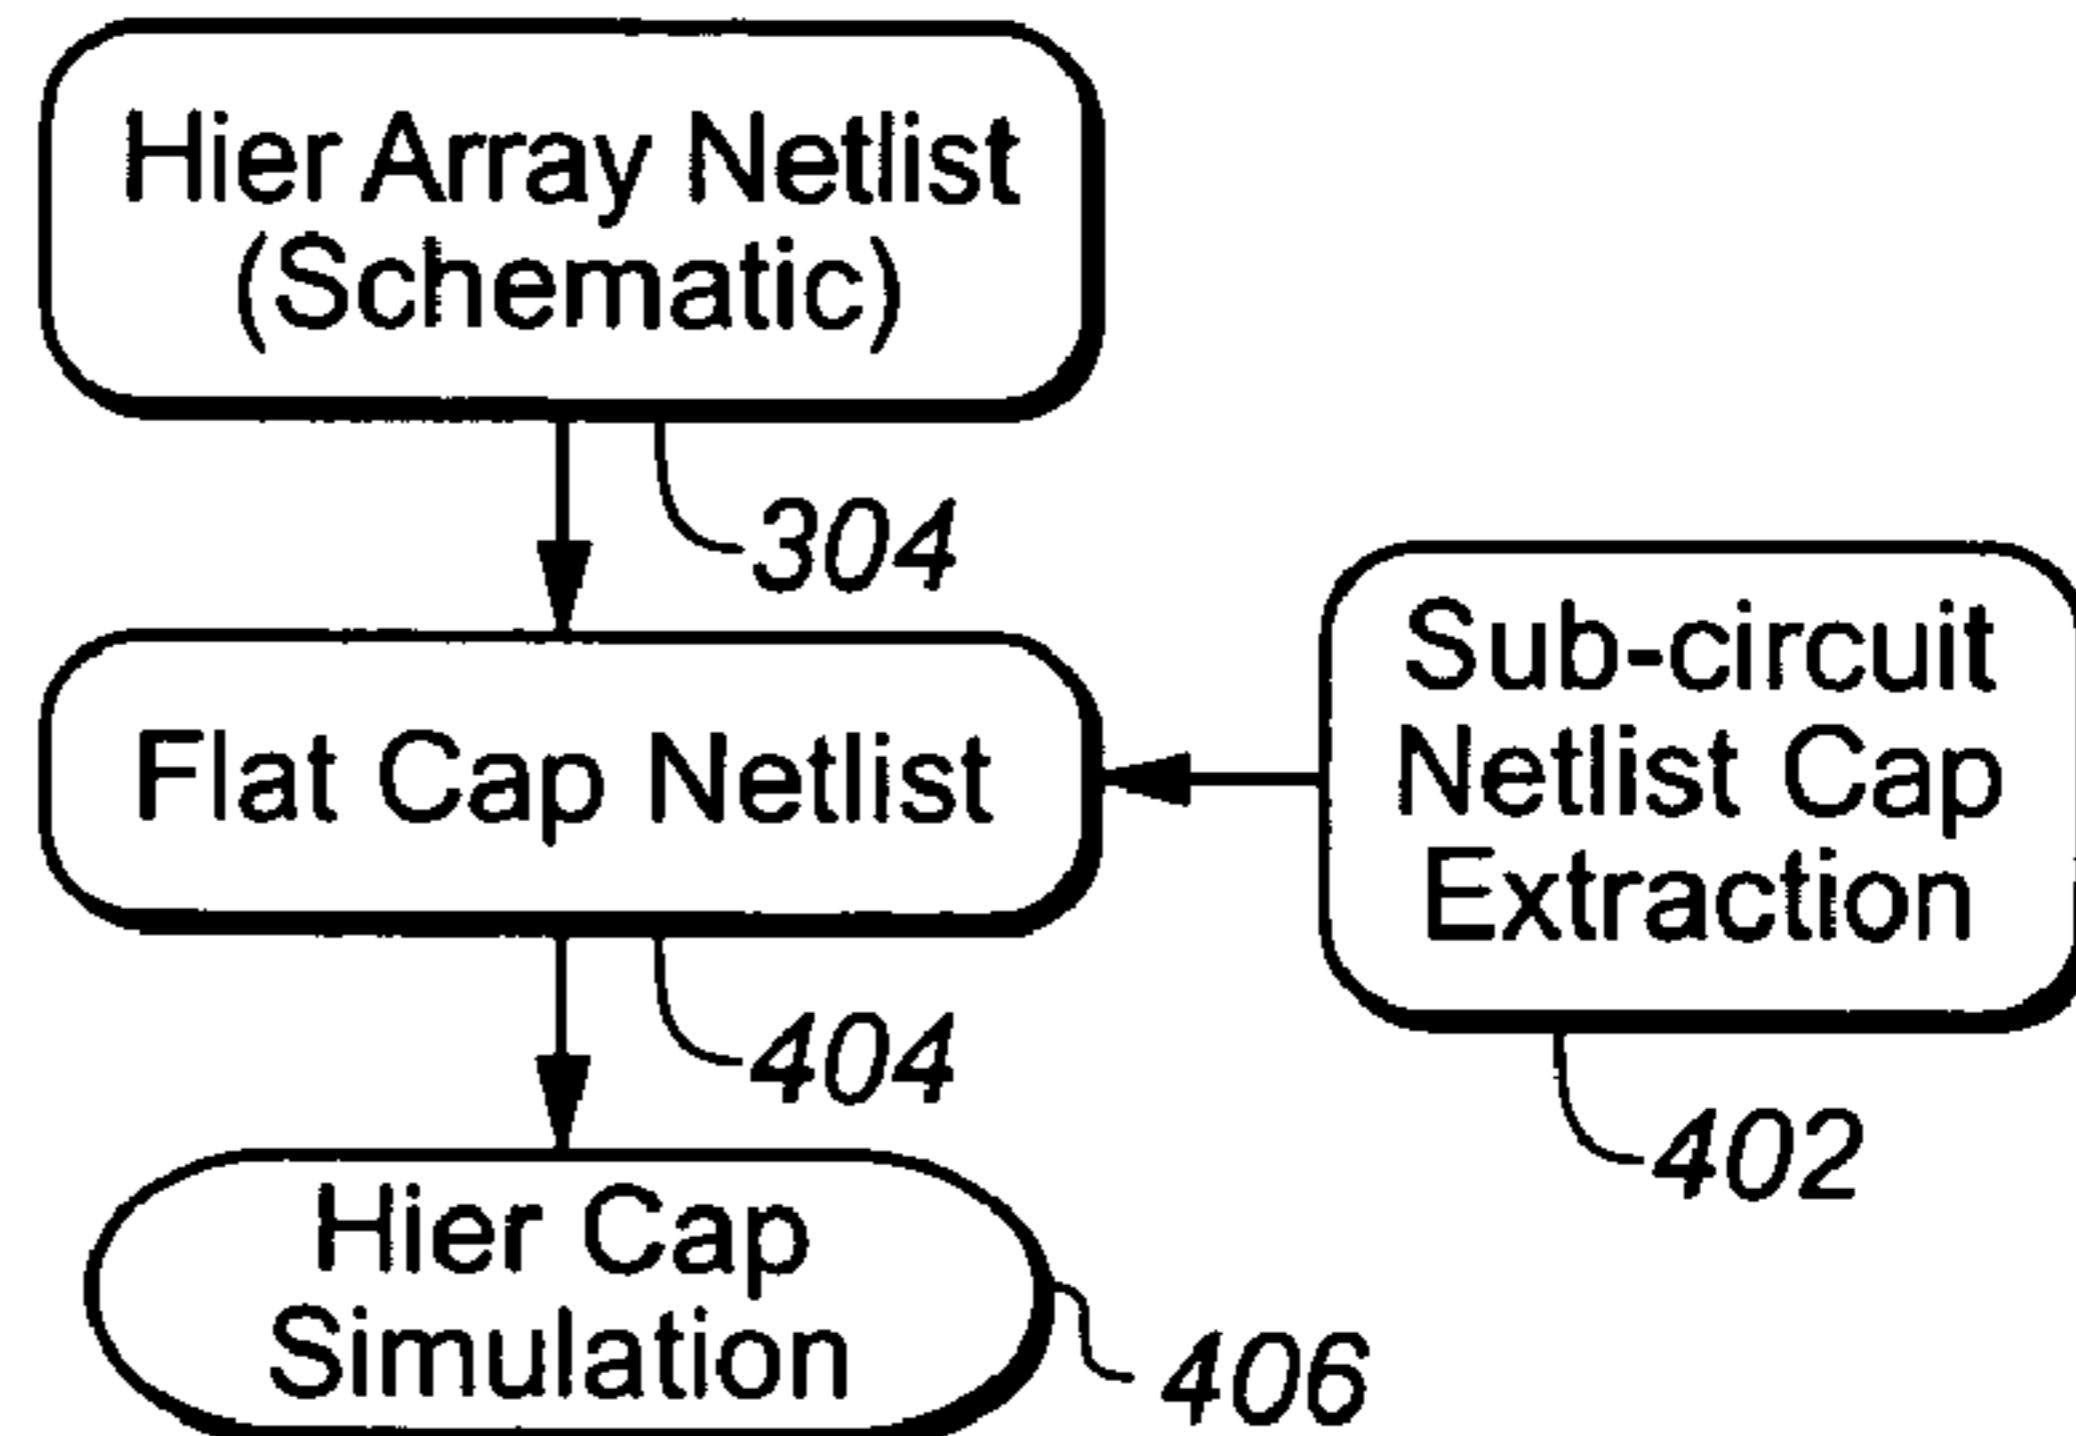 Hier Array Netlist
(Schematic)
304
Flat Cap Netlist
404
Sub-circuit
Netlist Cap
Extraction
402
Hier Cap
Simulation
406